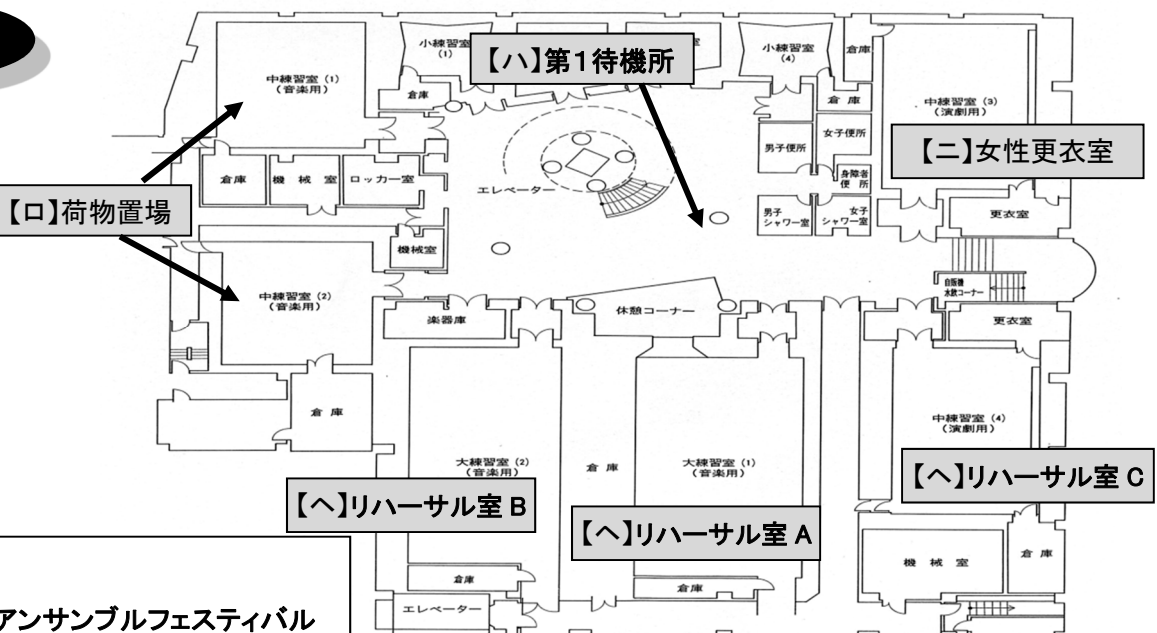 小練習室
(1)
【ハ】第1待機所
室
小練習室
(4)
倉庫
中練習室 (1)
(音楽用)
倉庫
倉庫
中練習室 (3)
(演劇用)
男子便所
女子便所
【ニ】女性更衣室
倉庫
機械室
ロッカー室
エレベーター
身障者
便所
【ロ】荷物置場
男子
シャワー室
女子
シャワー室
更衣室
機械室
自販機
水飲コーナー
中練習室 (2)
(音楽用)
楽器庫
休憩コーナー
更衣室
倉庫
中練習室 (4)
(演劇用)
大練習室 (2)
(音楽用)
倉庫
大練習室 (1)
(音楽用)
【ヘ】リハーサル室 B
【ヘ】リハーサル室 A
【ヘ】リハーサル室 C
機械室
倉庫
倉庫
倉庫
エレベーター
アンサンブルフェスティバル